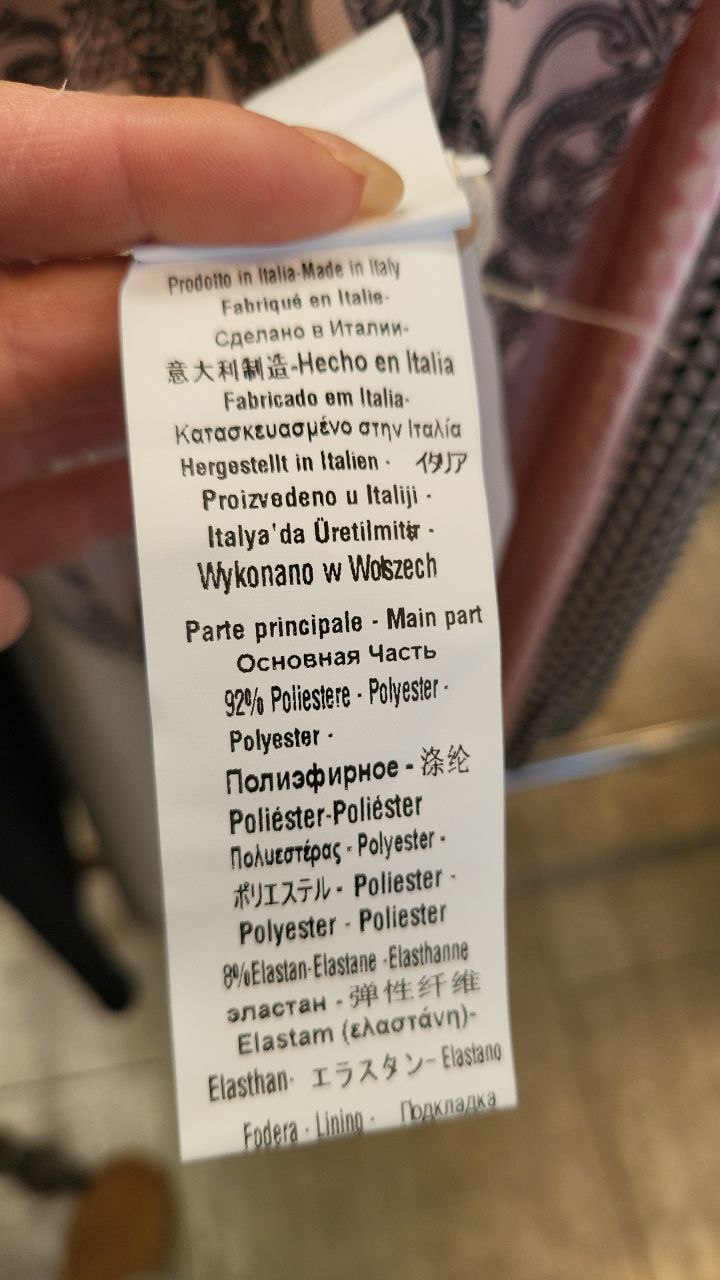 Prodotto in Italia-Made in Italy
Fabriqué en Italie-
Сделано в Италии-
意大利制造-Hecho en Italia
Fabricado em Italia-
Κατασκευασμένο στην Ιταλία
Hergestellt in Italien - イタリア
Proizvedeno u Italiji -
Italya'da Üretilmiştir -
Wykonano w Wołszech
Parte principale - Main part
Основная Часть
92% Poliestere - Polyester -
Polyester -
Полиэфирное - 涤纶
Poliéster-Poliéster
Πολυεστέρας - Polyester -
ポリエステル - Poliester -
Polyester - Poliester
8%Elastan-Elastane -Elasthanne
эластан - 弹性纤维
Elastam (ελαστάνη)-
Elasthan- エラスタン- Elastano
Fodera - Lining - Подкладка